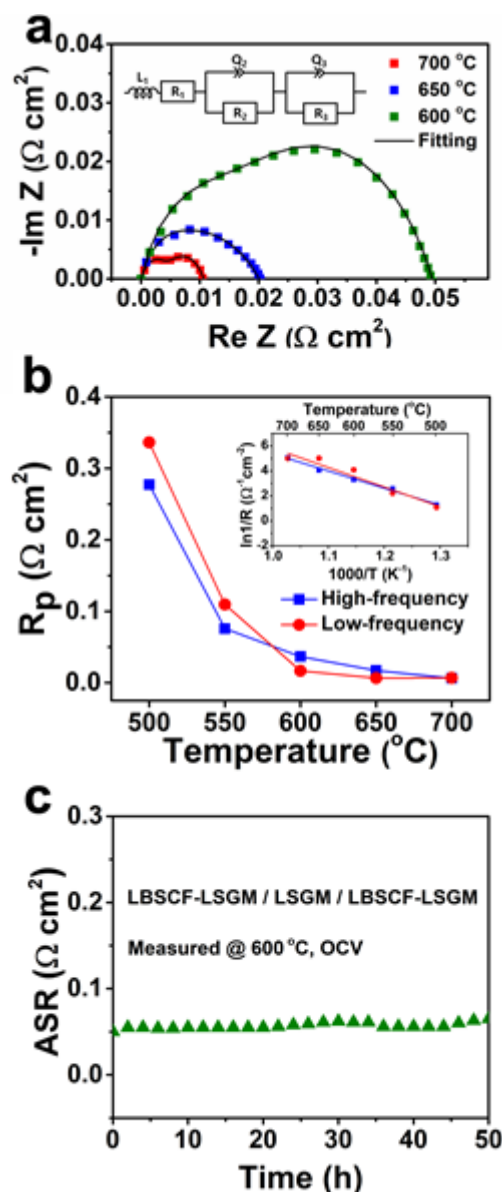 a
0.04
0.03
0.02
0.01
0.00
-Im Z (Ω cm²)
L₁
R₁
Q₂
R₂
Q₃
R₃
700 °C
650 °C
600 °C
Fitting
0.00 0.01 0.02 0.03 0.04 0.05
Re Z (Ω cm²)
b
0.4
0.3
0.2
0.1
0.0
Rp (Ω cm²)
Temperature (°C)
700 650 600 550 500
6
4
2
0
ln1/R (Ω⁻¹cm⁻²)
1.0 1.1 1.2 1.3
1000/T (K⁻¹)
High-frequency
Low-frequency
500 550 600 650 700
Temperature (°C)
c
0.3
0.2
0.1
0.0
ASR (Ω cm²)
LBSCF-LSGM / LSGM / LBSCF-LSGM
Measured @ 600 °C, OCV
0 10 20 30 40 50
Time (h)